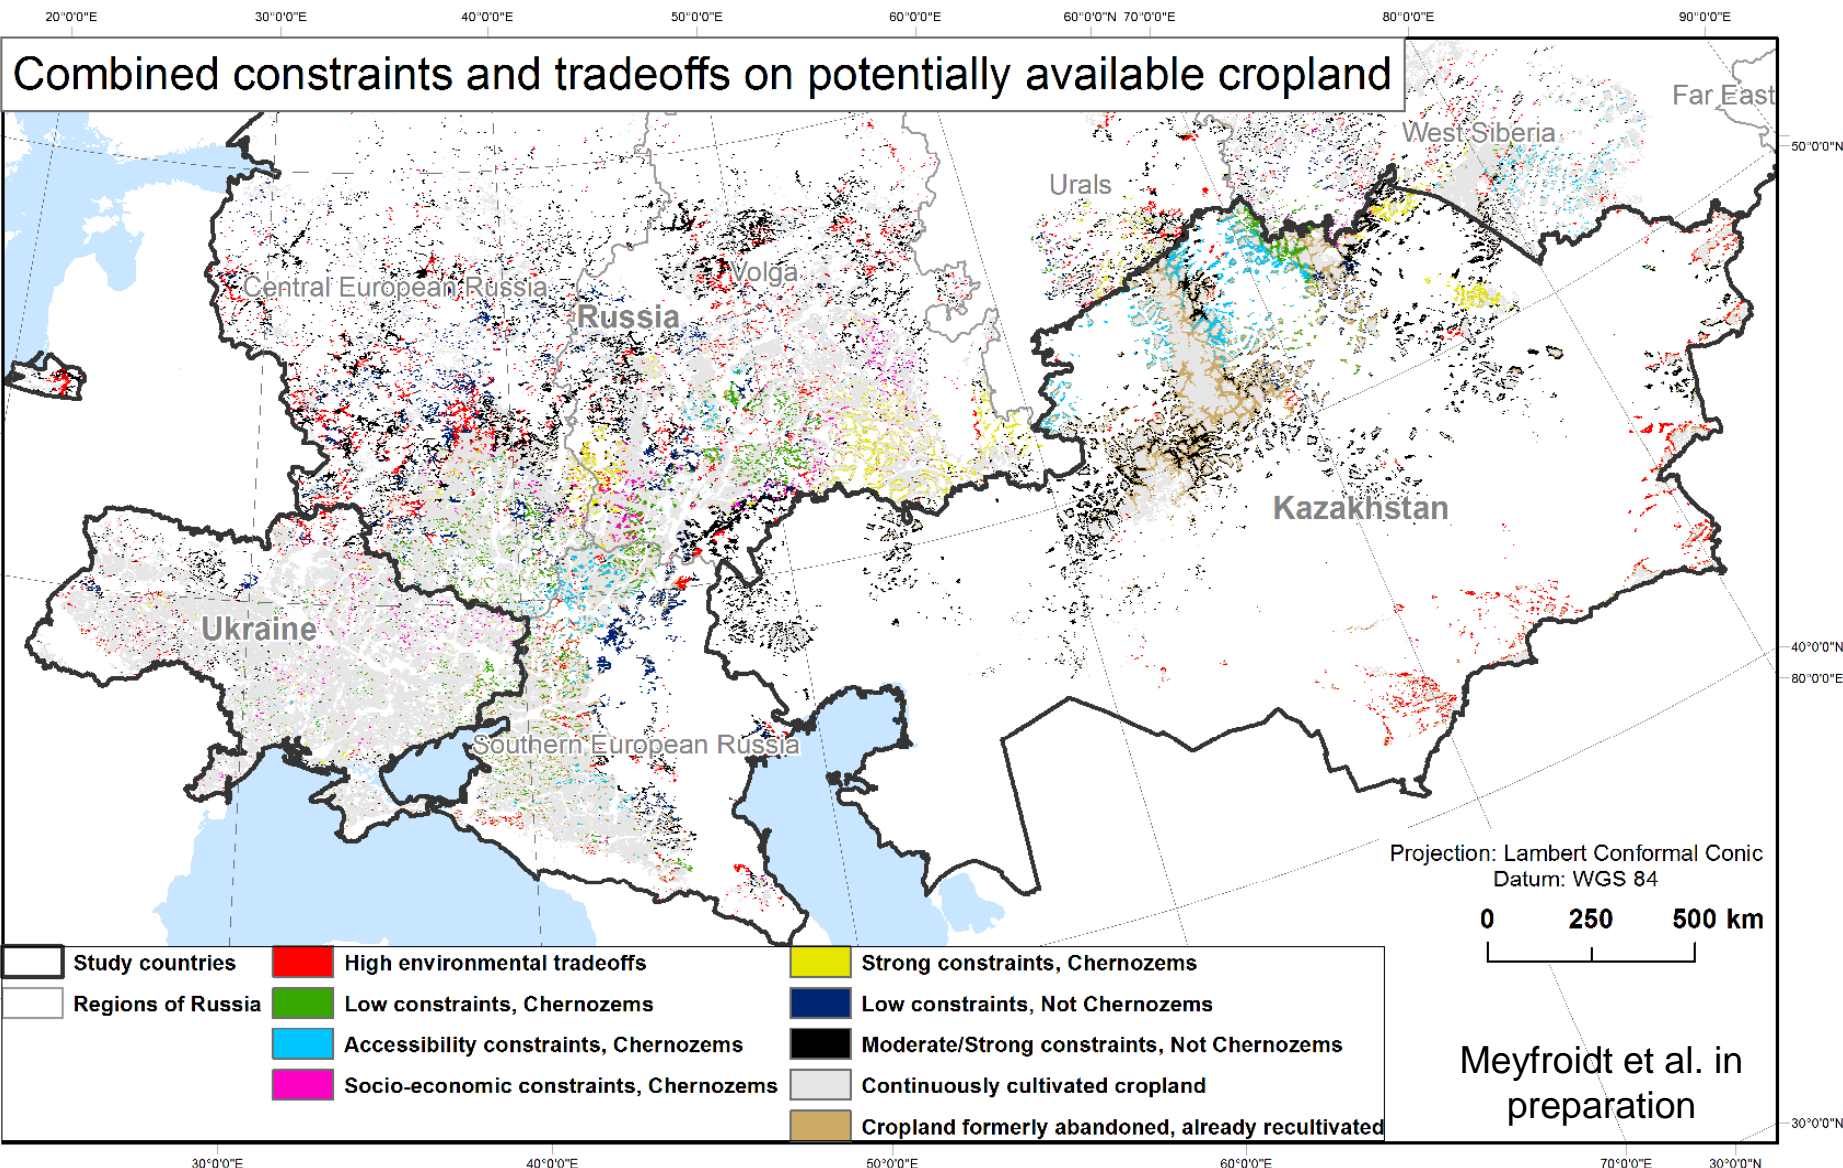 20°0'0"E 30°0'0"E 40°0'0"E 50°0'0"E 60°0'0"E 60°0'0"N 70°0'0"E 80°0'0"E 90°0'0"E
Combined constraints and tradeoffs on potentially available cropland
Far East
West Siberia
50°0'0"N
Urals
Volga
Central European Russia
Russia
Kazakhstan
Ukraine
40°0'0"N
80°0'0"E
Southern European Russia
Projection: Lambert Conformal Conic
Datum: WGS 84
0 250 500 km
Study countries
Regions of Russia
High environmental tradeoffs
Low constraints, Chernozems
Accessibility constraints, Chernozems
Socio-economic constraints, Chernozems
Strong constraints, Chernozems
Low constraints, Not Chernozems
Moderate/Strong constraints, Not Chernozems
Continuously cultivated cropland
Cropland formerly abandoned, already recultivated
Meyfroidt et al. in
preparation
30°0'0"N
30°0'0"E 40°0'0"E 50°0'0"E 60°0'0"E 70°0'0"E 30°0'0"N